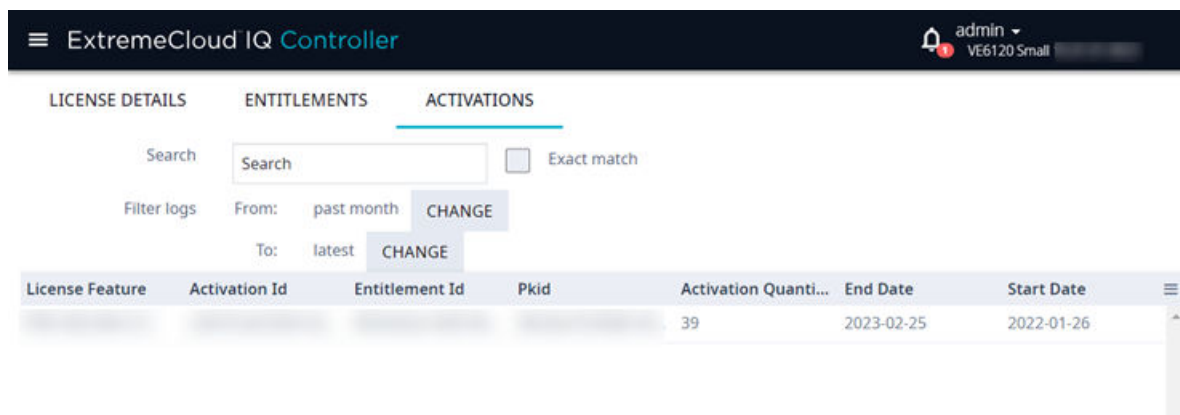 ExtremeCloud IQ Controller
admin
1
VE6120 Small
LICENSE DETAILS ENTITLEMENTS ACTIVATIONS
Search Search Exact match
Filter logs From: past month CHANGE
To: latest CHANGE
License Feature Activation Id Entitlement Id Pkid Activation Quanti... End Date Start Date
39 2023-02-25 2022-01-26